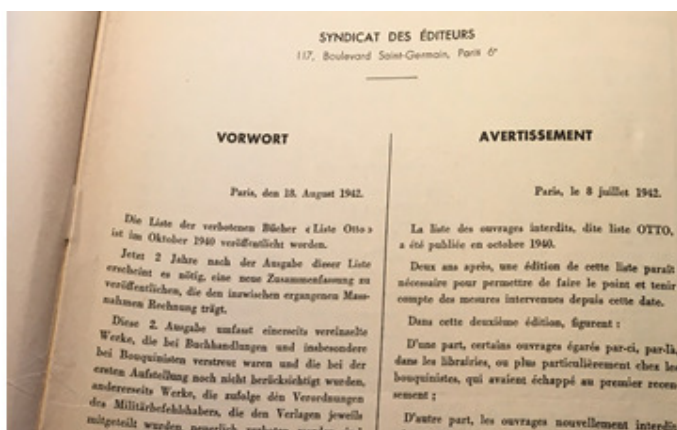 SYNDICAT DES ÉDITEURS
117, Boulevard Saint-Germain, Paris 6ᵉ
VORWORT
Paris, den 18. August 1942.
Die Liste der verbotenen Bücher « Liste Otto »
ist im Oktober 1940 veröffentlicht worden.
Jetzt 2 Jahre nach der Ausgabe dieser Liste
erscheint es nötig, eine neue Zusammenfassung zu
veröffentlichen, die den inzwischen ergangenen Mass-
nahmen Rechnung trägt.
Diese 2. Ausgabe umfasst einerseits vereinzelte
Werke, die bei Buchhandlungen und insbesondere
bei Bouquinisten verstreut waren und die bei der
ersten Aufstellung noch nicht berücksichtigt wurden,
andererseits Werke, die zufolge den Verordnungen
des Militärbefehlshabers, die den Verlagen jeweils
mitgeteilt wurden
AVERTISSEMENT
Paris, le 8 juillet 1942.
La liste des ouvrages interdits, dite liste OTTO,
a été publiée en octobre 1940.
Deux ans après, une édition de cette liste paraît
nécessaire pour permettre de faire le point et tenir
compte des mesures intervenues depuis cette date.
Dans cette deuxième édition, figurent :
D'une part, certains ouvrages égarés par-ci, par-là,
dans les librairies, ou plus particulièrement chez les
bouquinistes, qui avaient échappé au premier recen-
sement ;
D'autre part, les ouvrages nouvellement interdits